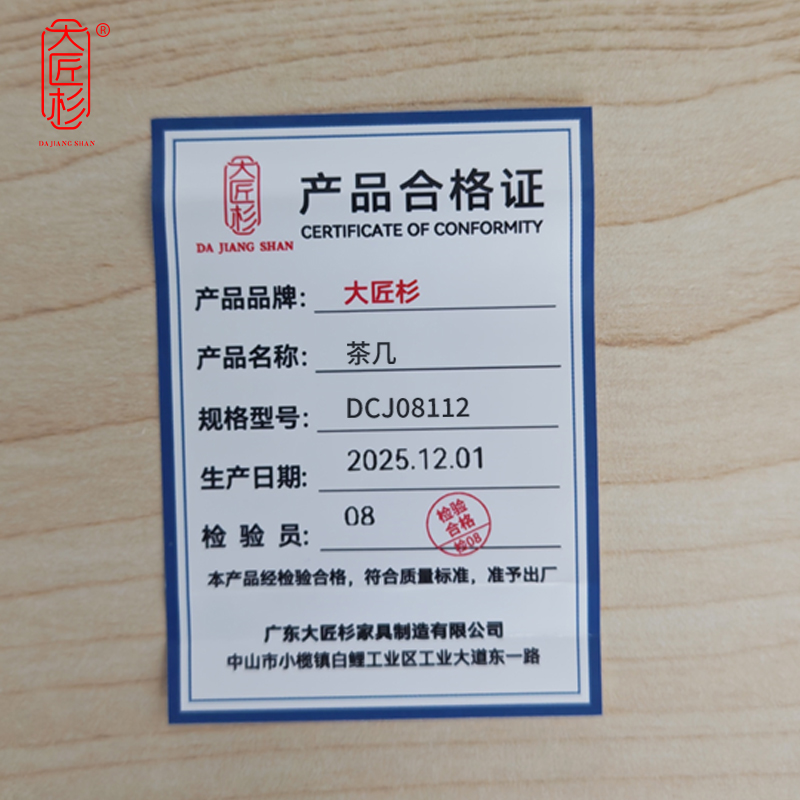 大匠杉®
DA JIANG SHAN
大匠杉
DA JIANG SHAN
产品合格证
CERTIFICATE OF CONFORMITY
产品品牌: 大匠杉
产品名称: 茶几
规格型号: DCJ08112
生产日期: 2025.12.01
检验员: 08
检验
合格
检08
本产品经检验合格，符合质量标准，准予出厂
广东大匠杉家具制造有限公司
中山市小榄镇白鲤工业区工业大道东一路